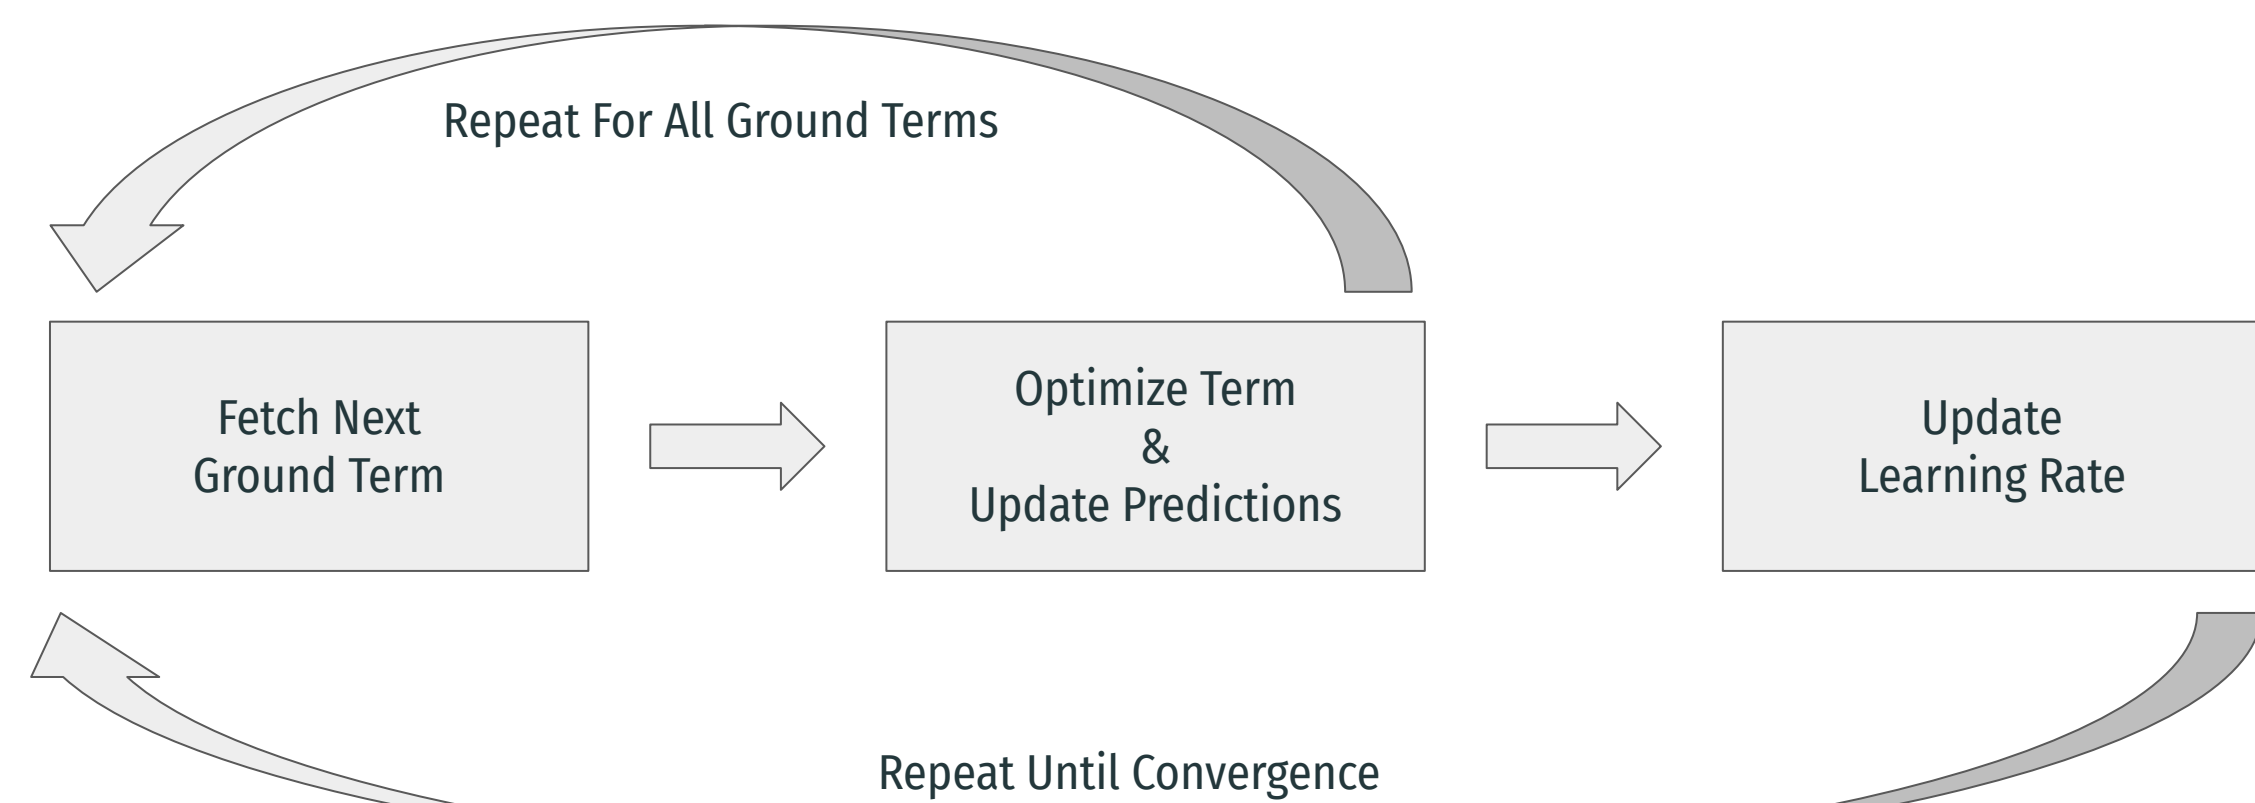 Repeat For All Ground Terms
Fetch Next
Ground Term
Optimize Term
&
Update Predictions
Update
Learning Rate
Repeat Until Convergence